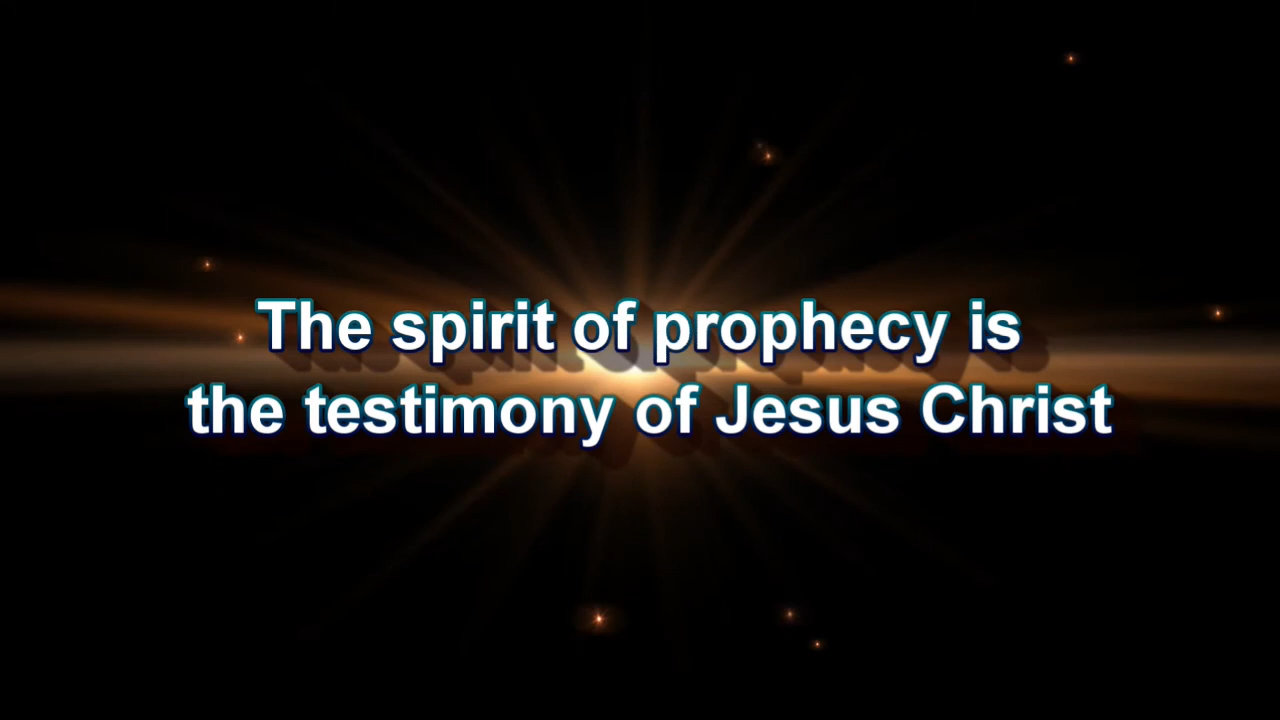 The spirit of prophecy is
the testimony of Jesus Christ